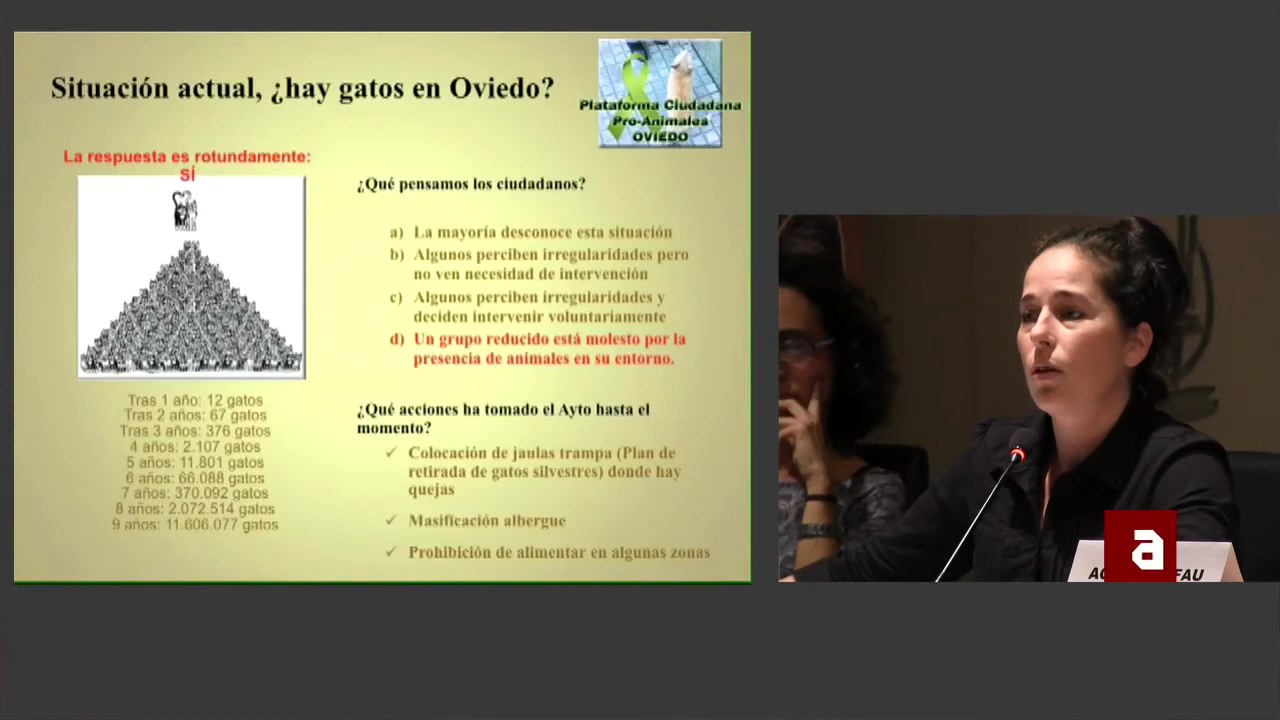 Situación actual, ¿hay gatos en Oviedo?
Plataforma Ciudadana
Pro-Animales
OVIEDO
La respuesta es rotundamente:
SÍ
Tras 1 año: 12 gatos
Tras 2 años: 67 gatos
Tras 3 años: 376 gatos
4 años: 2.107 gatos
5 años: 11.801 gatos
6 años: 66.088 gatos
7 años: 370.092 gatos
8 años: 2.072.514 gatos
9 años: 11.606.077 gatos
¿Qué pensamos los ciudadanos?
a) La mayoría desconoce esta situación
b) Algunos perciben irregularidades pero
no ven necesidad de intervención
c) Algunos perciben irregularidades y
deciden intervenir voluntariamente
d) Un grupo reducido está molesto por la
presencia de animales en su entorno.
¿Qué acciones ha tomado el Ayto hasta el
momento?
✓ Colocación de jaulas trampa (Plan de
retirada de gatos silvestres) donde hay
quejas
✓ Masificación albergue
✓ Prohibición de alimentar en algunas zonas
a
FAU